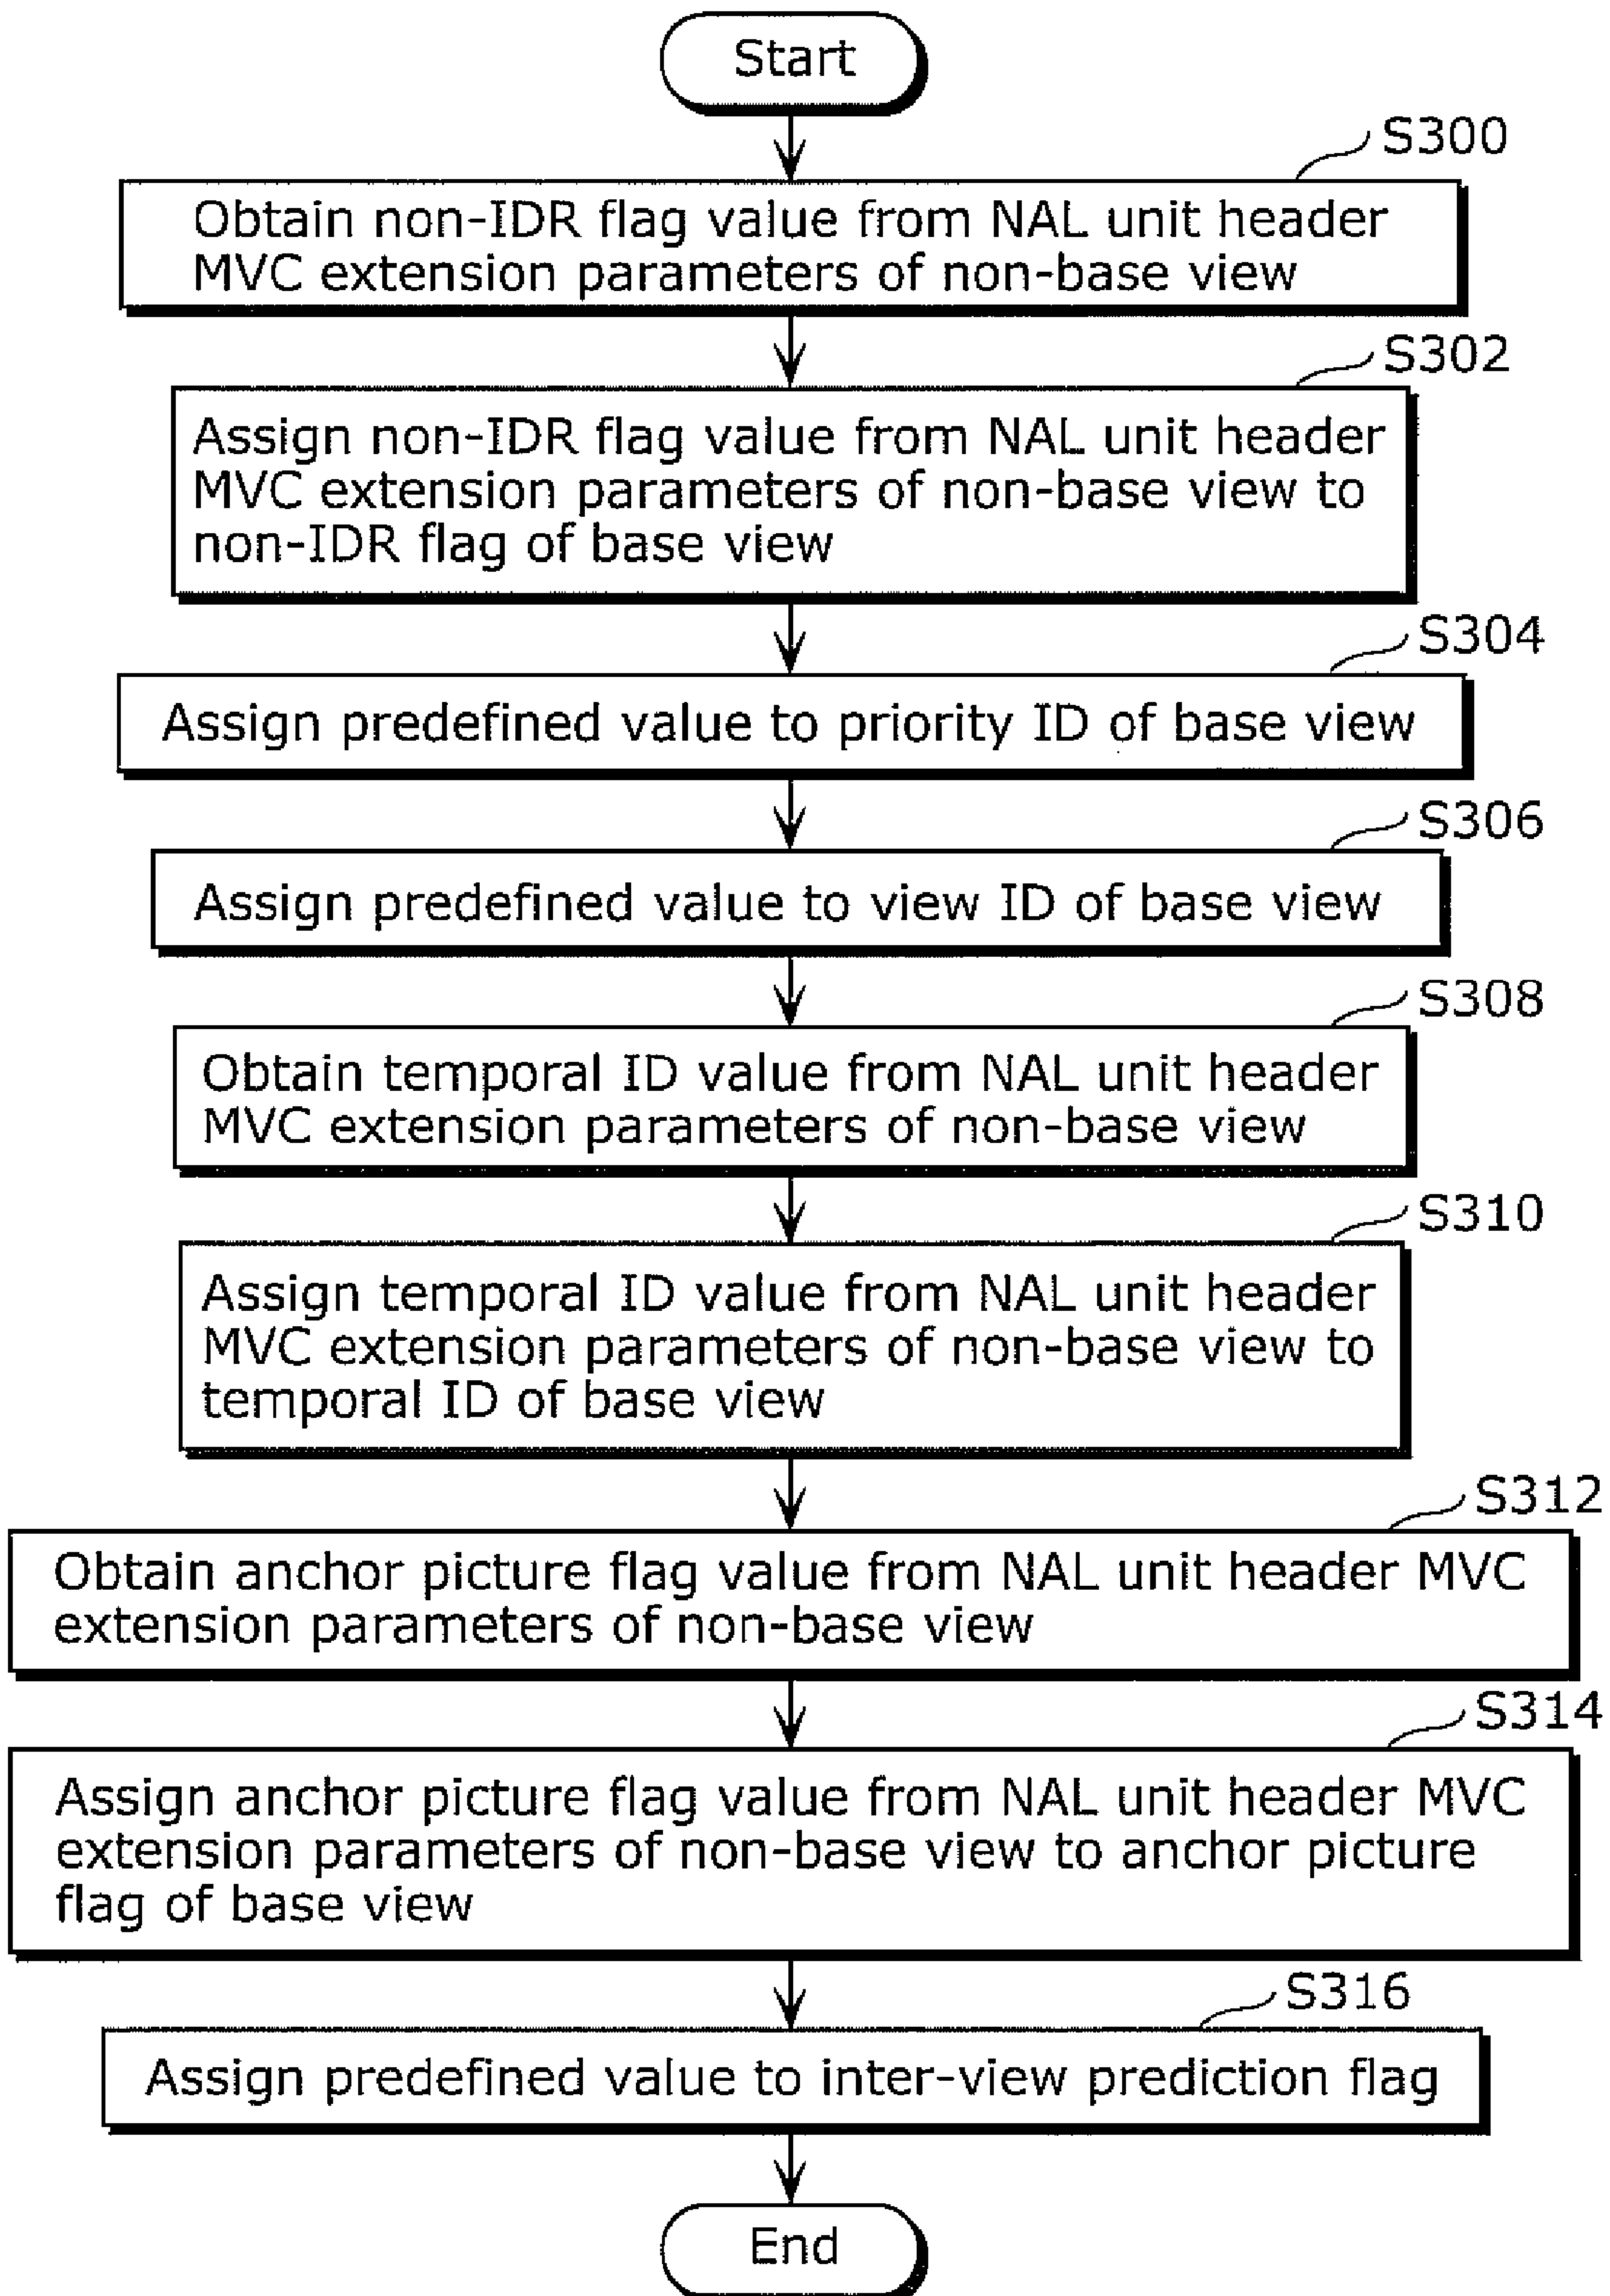 Start
S300
Obtain non-IDR flag value from NAL unit header
MVC extension parameters of non-base view
S302
Assign non-IDR flag value from NAL unit header
MVC extension parameters of non-base view to
non-IDR flag of base view
S304
Assign predefined value to priority ID of base view
S306
Assign predefined value to view ID of base view
S308
Obtain temporal ID value from NAL unit header
MVC extension parameters of non-base view
S310
Assign temporal ID value from NAL unit header
MVC extension parameters of non-base view to
temporal ID of base view
S312
Obtain anchor picture flag value from NAL unit header MVC
extension parameters of non-base view
S314
Assign anchor picture flag value from NAL unit header MVC
extension parameters of non-base view to anchor picture
flag of base view
S316
Assign predefined value to inter-view prediction flag
End